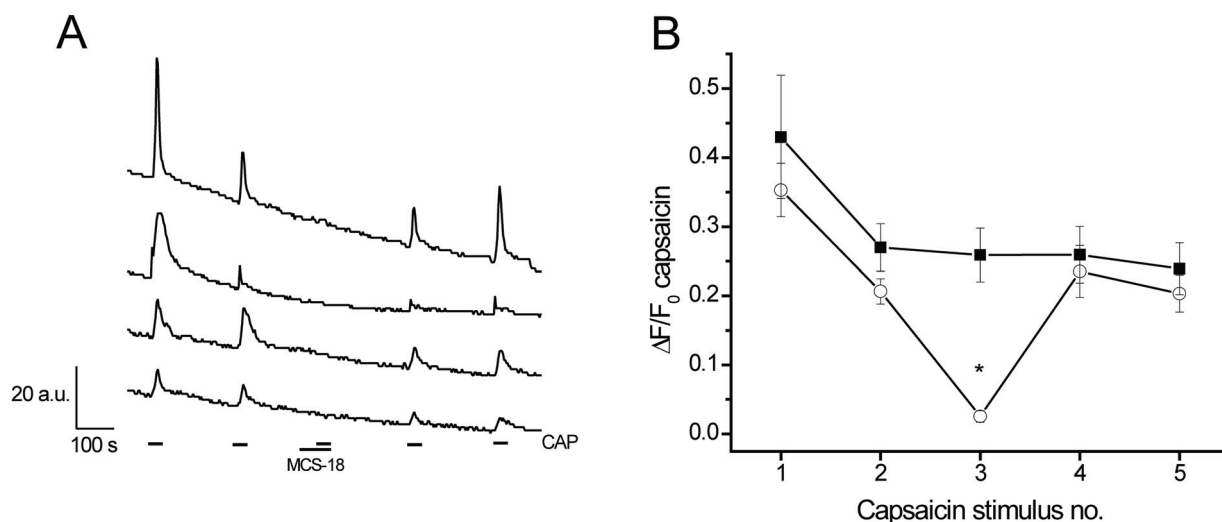 A
20 a.u.
100 s
MCS-18
CAP
B
0.5
0.4
0.3
0.2
0.1
0.0
ΔF/F0 capsaicin
*
1 2 3 4 5
Capsaicin stimulus no.